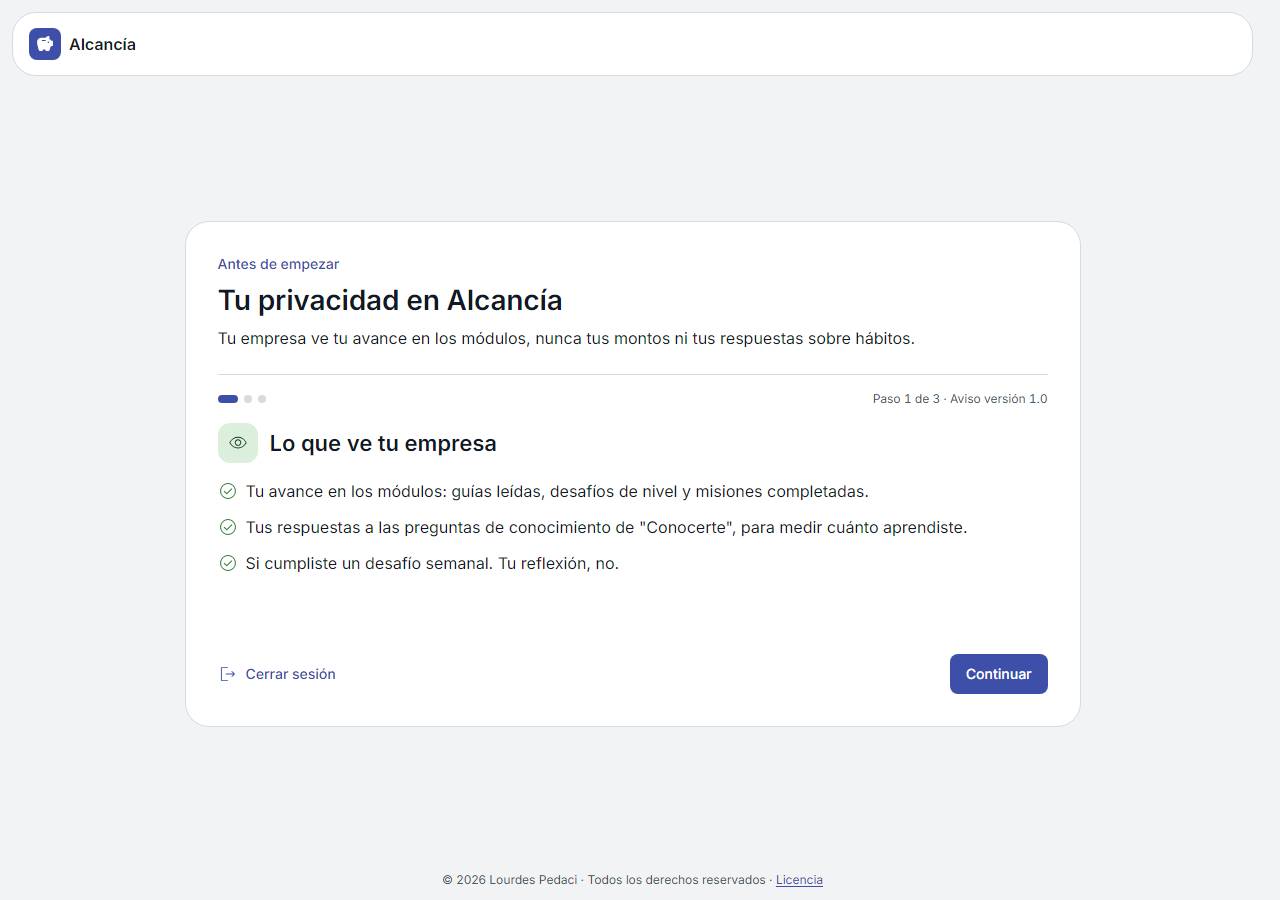 Alcancía
Antes de empezar
Tu privacidad en Alcancía
Tu empresa ve tu avance en los módulos, nunca tus montos ni tus respuestas sobre hábitos.
Paso 1 de 3 · Aviso versión 1.0
Lo que ve tu empresa
Tu avance en los módulos: guías leídas, desafíos de nivel y misiones completadas.
Tus respuestas a las preguntas de conocimiento de "Conocerte", para medir cuánto aprendiste.
Si cumpliste un desafío semanal. Tu reflexión, no.
Cerrar sesión
Continuar
© 2026 Lourdes Pedaci · Todos los derechos reservados · Licencia